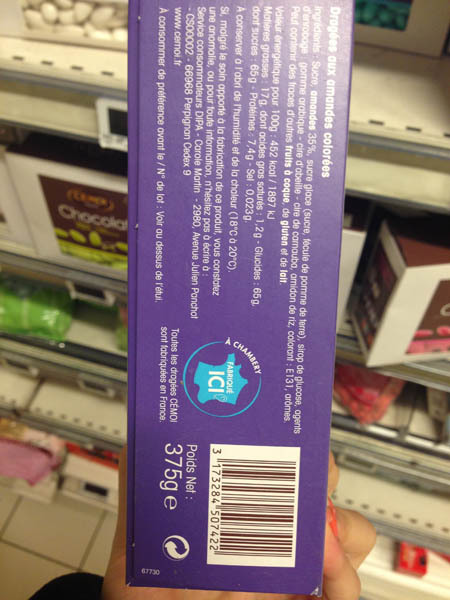 Dragées aux amandes colorées
Ingrédients : Sucre, amandes 35%, sucre glace (sucre, fécule de pomme de terre), sirop de glucose, agents
d'enrobage : gomme arabique - cire d'abeille - cire de carnauba, amidon de riz, colorant : E131, arômes.
Peut contenir des traces d'autres fruits à coque, de gluten et de lait.
Valeur énergétique pour 100g : 452 kcal / 1897 kJ
Matières grasses : 17g, dont acides gras saturés : 1,2g - Glucides : 65g,
dont sucres : 65g - Protéines : 7,4g - Sel : 0,023g.
A conserver à l'abri de l'humidité et de la chaleur (18°C à 20°C).
Si, malgré le soin apporté à la fabrication de ce produit, vous constatez
une anomalie, ou pour toute information, n'hésitez pas à écrire à :
Service consommateurs DIPA - Carole Martin - 2980, Avenue Julien Panchot
- CS00002 - 66968 Perpignan Cedex 9
www.cemoi.fr
A consommer de préférence avant le / N° de lot : Voir au dessus de l'étui.
A CHAMBERY
FABRIQUÉ
ICI
Toutes les dragées CÉMOI
sont fabriquées en France.
Poids Net :
375g e
3 173284 507422
67730
Chocolat